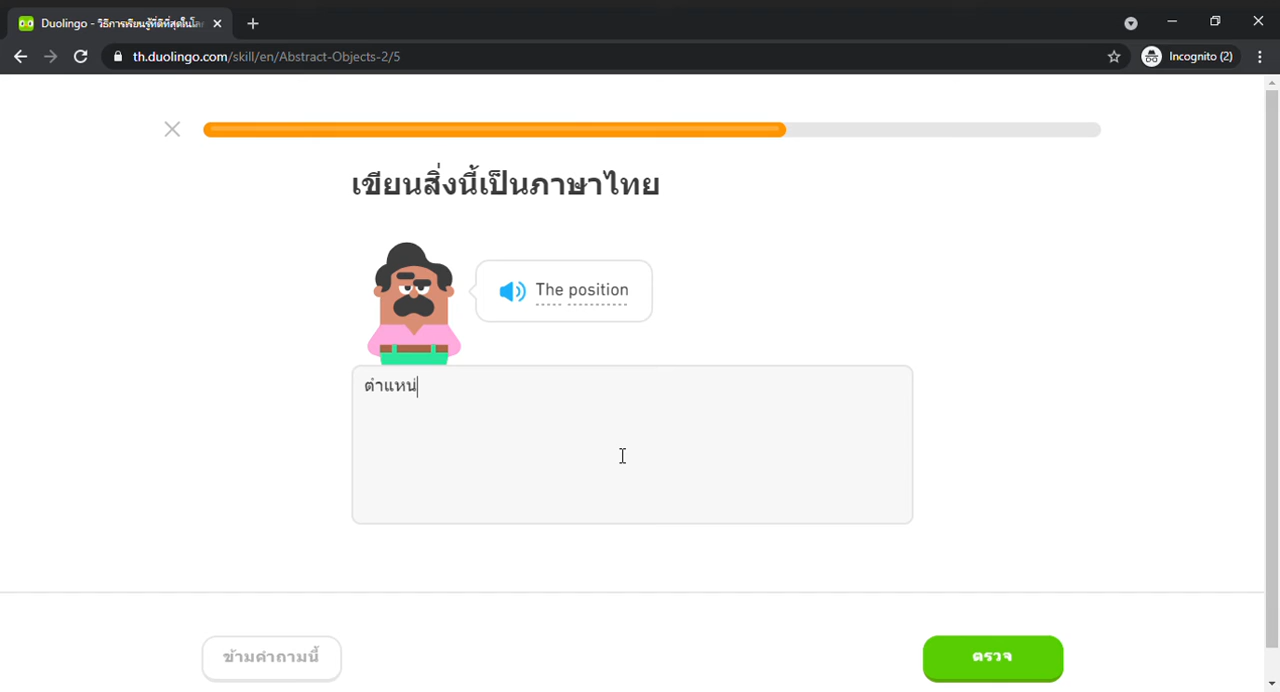 Duolingo - วิธีการเรียนรู้ที่ดีที่สุดในโล
th.duolingo.com/skill/en/Abstract-Objects-2/5
Incognito (2)
เขียนสิ่งนี้เป็นภาษาไทย
The position
ตำแหน่
ข้ามคำถามนี้
ตรวจ